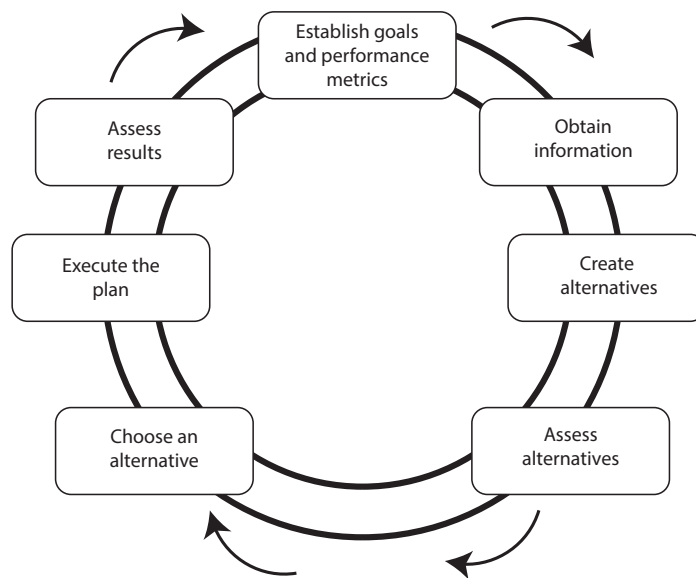 Establish goals
and performance
metrics
Obtain
information
Create
alternatives
Assess
alternatives
Choose an
alternative
Execute the
plan
Assess
results